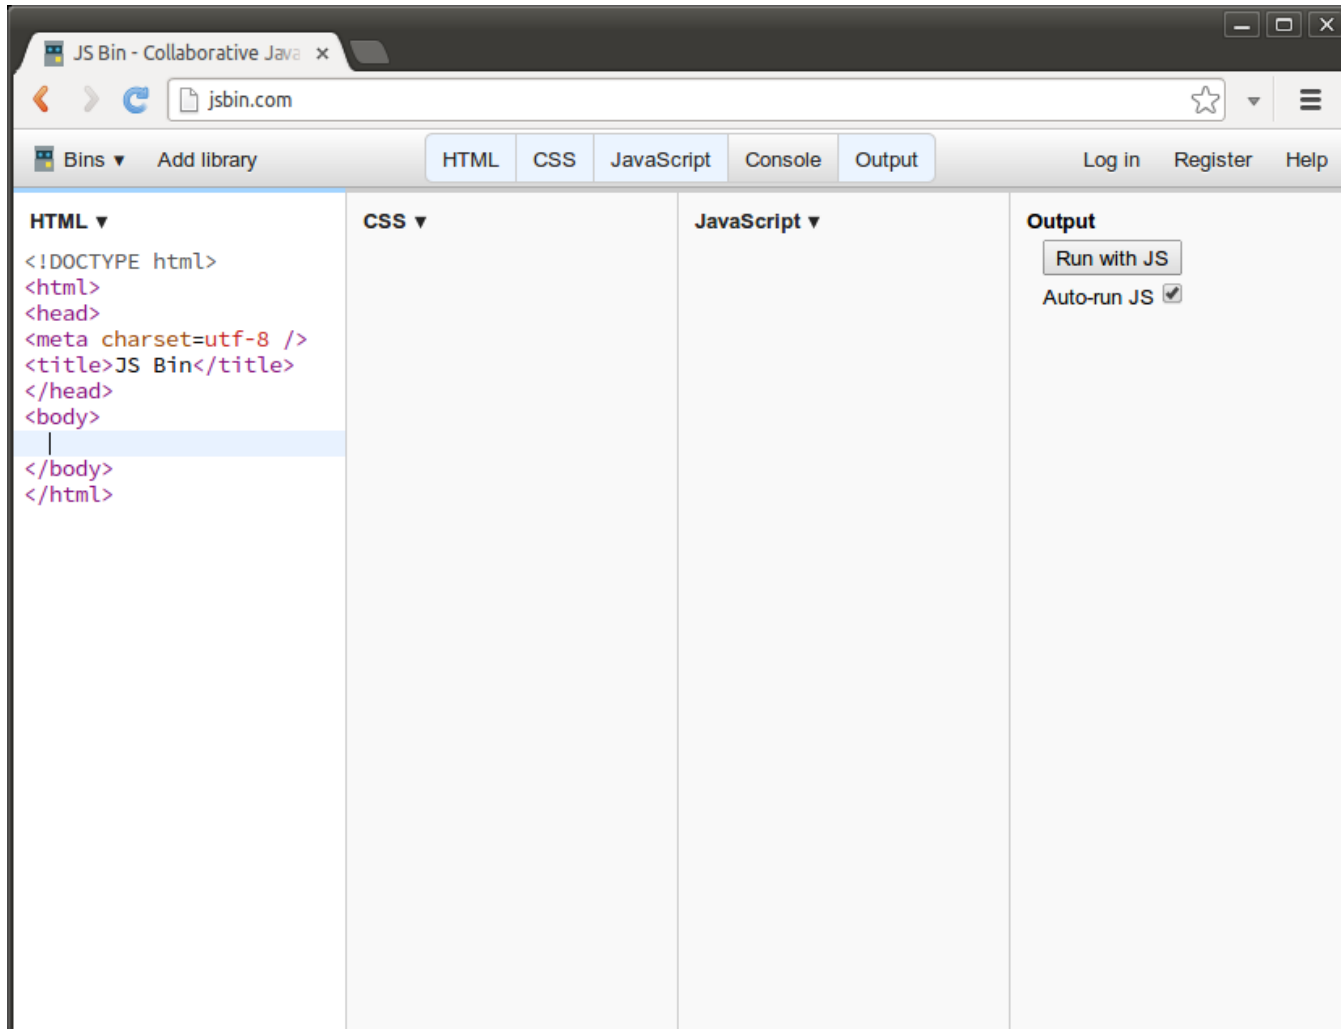 JS Bin - Collaborative Java
jsbin.com
Bins ▾ Add library HTML CSS JavaScript Console Output Log in Register Help
HTML ▾
<!DOCTYPE html>
<html>
<head>
<meta charset=utf-8 />
<title>JS Bin</title>
</head>
<body>
</body>
</html>
CSS ▾
JavaScript ▾
Output
Run with JS
Auto-run JS